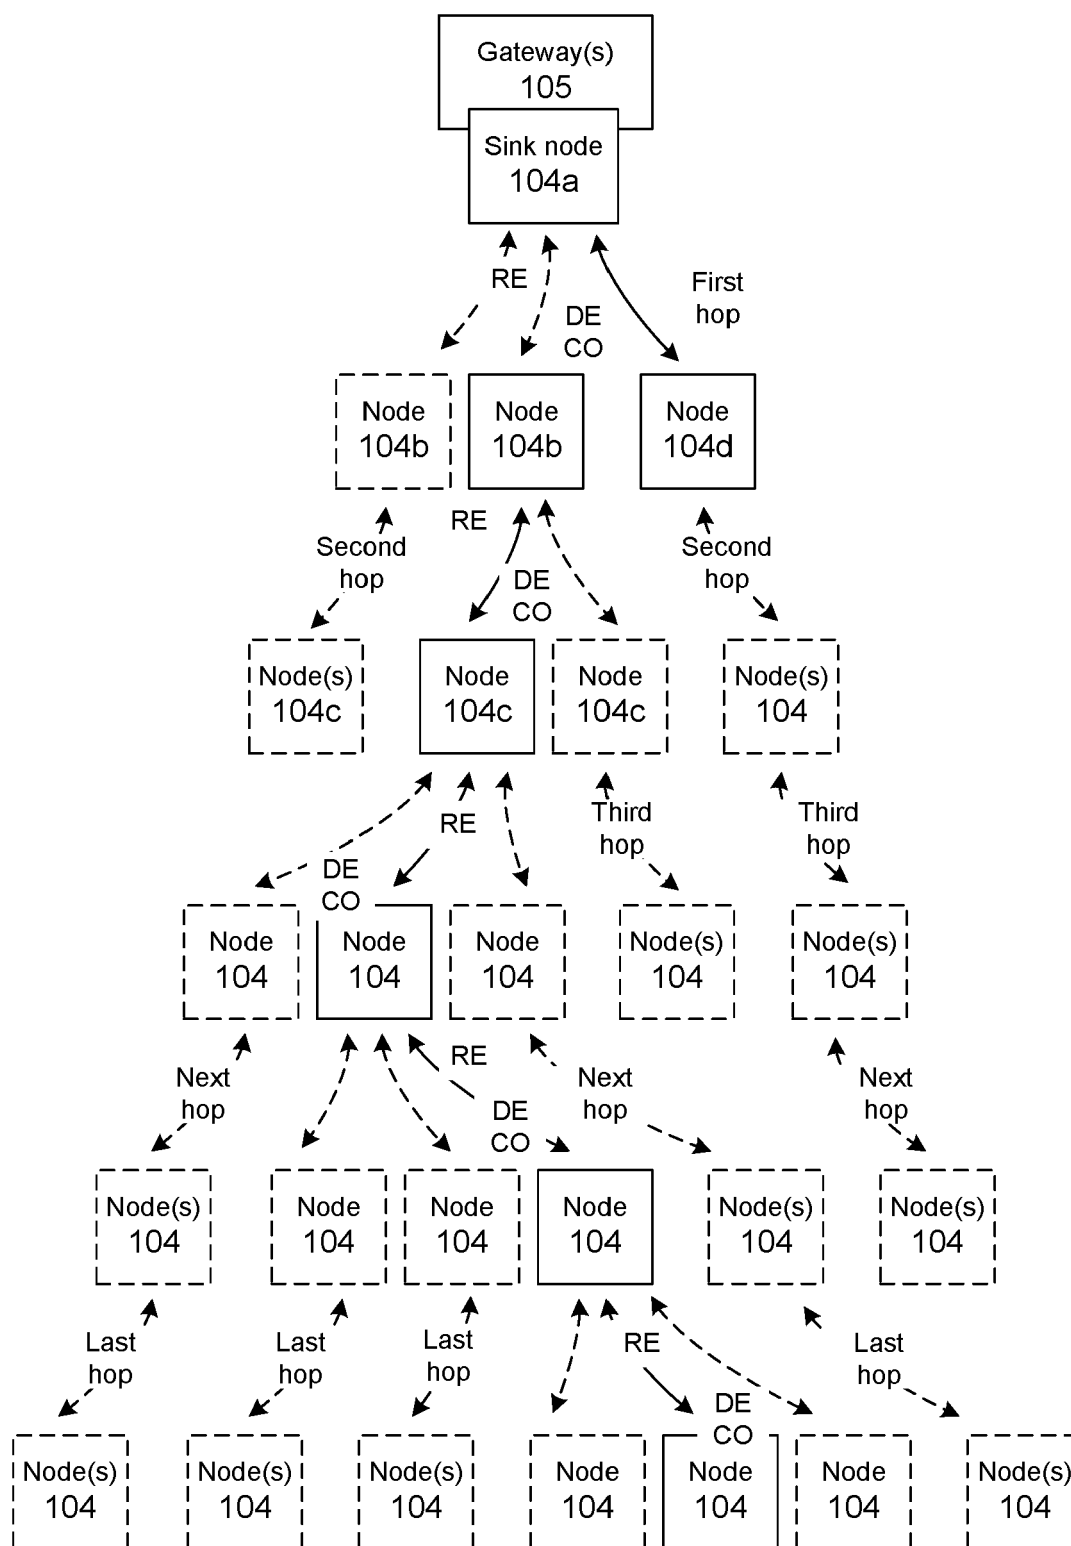 Gateway(s)
105
Sink node
104a
RE
First
hop
DE
CO
Node
104b
Node
104b
Node
104d
RE
Second
hop
Second
hop
DE
CO
Node(s)
104c
Node
104c
Node
104c
Node(s)
104
RE
Third
hop
Third
hop
DE
CO
Node
104
Node
104
Node
104
Node(s)
104
Node(s)
104
RE
Next
hop
Next
hop
Next
hop
DE
CO
Node(s)
104
Node
104
Node
104
Node
104
Node(s)
104
Node(s)
104
Last
hop
Last
hop
Last
hop
RE
Last
hop
DE
CO
Node(s)
104
Node(s)
104
Node(s)
104
Node
104
Node
104
Node
104
Node(s)
104